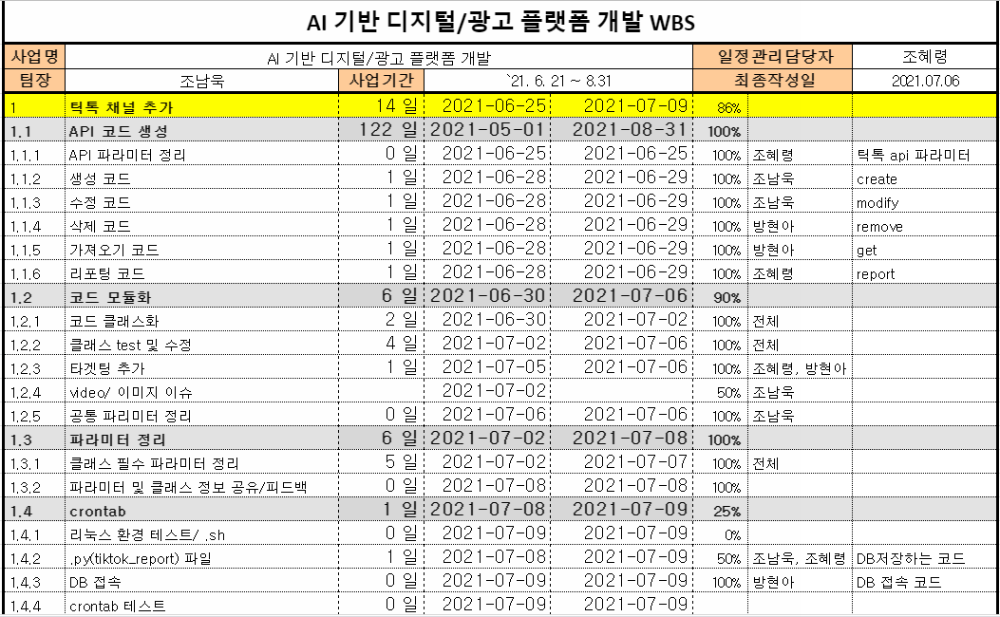 AI 기반 디지털/광고 플랫폼 개발 WBS
사업명 AI 기반 디지털/광고 플랫폼 개발 일정관리담당자 조혜령
팀장 조남욱 사업기간 `21. 6. 21 ~ 8.31 최종작성일 2021.07.06
1 틱톡 채널 추가 14 일 2021-06-25 2021-07-09 86%
1.1 API 코드 생성 122 일 2021-05-01 2021-08-31 100%
1.1.1 API 파라미터 정리 0 일 2021-06-25 2021-06-25 100% 조혜령 틱톡 api 파라미터
1.1.2 생성 코드 1 일 2021-06-28 2021-06-29 100% 조남욱 create
1.1.3 수정 코드 1 일 2021-06-28 2021-06-29 100% 조남욱 modify
1.1.4 삭제 코드 1 일 2021-06-28 2021-06-29 100% 방현아 remove
1.1.5 가져오기 코드 1 일 2021-06-28 2021-06-29 100% 방현아 get
1.1.6 리포팅 코드 1 일 2021-06-28 2021-06-29 100% 조혜령 report
1.2 코드 모듈화 6 일 2021-06-30 2021-07-06 90%
1.2.1 코드 클래스화 2 일 2021-06-30 2021-07-02 100% 전체
1.2.2 클래스 test 및 수정 4 일 2021-07-02 2021-07-06 100% 전체
1.2.3 타겟팅 추가 1 일 2021-07-05 2021-07-06 100% 조혜령, 방현아
1.2.4 video/ 이미지 이슈 2021-07-02 50% 조남욱
1.2.5 공통 파리미터 정리 0 일 2021-07-06 2021-07-06 100% 조남욱
1.3 파라미터 정리 6 일 2021-07-02 2021-07-08 100%
1.3.1 클래스 필수 파라미터 정리 5 일 2021-07-02 2021-07-07 100% 전체
1.3.2 파라미터 및 클래스 정보 공유/피드백 0 일 2021-07-08 2021-07-08 100%
1.4 crontab 1 일 2021-07-08 2021-07-09 25%
1.4.1 리눅스 환경 테스트/ .sh 0 일 2021-07-09 2021-07-09 0%
1.4.2 .py(tiktok_report) 파일 1 일 2021-07-08 2021-07-09 50% 조남욱, 조혜령 DB저장하는 코드
1.4.3 DB 접속 0 일 2021-07-09 2021-07-09 100% 방현아 DB 접속 코드
1.4.4 crontab 테스트 0 일 2021-07-09 2021-07-09